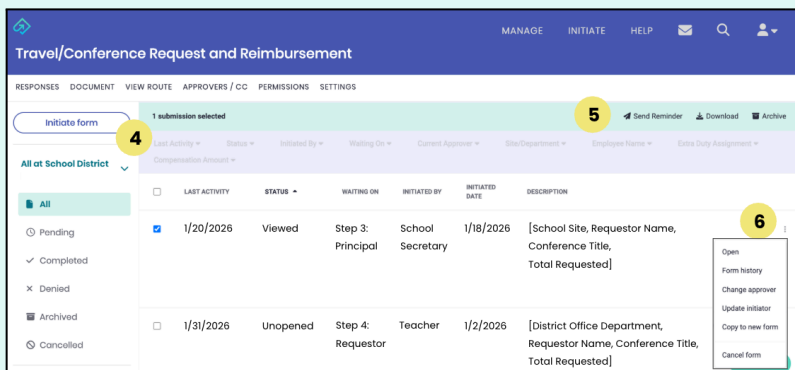 MANAGE INITIATE HELP
Travel/Conference Request and Reimbursement
RESPONSES DOCUMENT VIEW ROUTE APPROVERS / CC PERMISSIONS SETTINGS
Initiate form
4
1 submission selected
5
Send Reminder Download Archive
Last Activity Status Initiated By Waiting On Current Approver Site/Department Employee Name Extra Duty Assignment
Compensation Amount
All at School District
All
Pending
Completed
Denied
Archived
Cancelled
LAST ACTIVITY STATUS WAITING ON INITIATED BY INITIATED DATE DESCRIPTION
1/20/2026 Viewed Step 3: School 1/18/2026 [School Site, Requestor Name,
Principal Secretary Conference Title,
Total Requested]
6
Open
Form history
Change approver
Update initiator
Copy to new form
Cancel form
1/31/2026 Unopened Step 4: Teacher 1/2/2026 [District Office Department,
Requestor Requestor Name, Conference Title,
Total Requested]